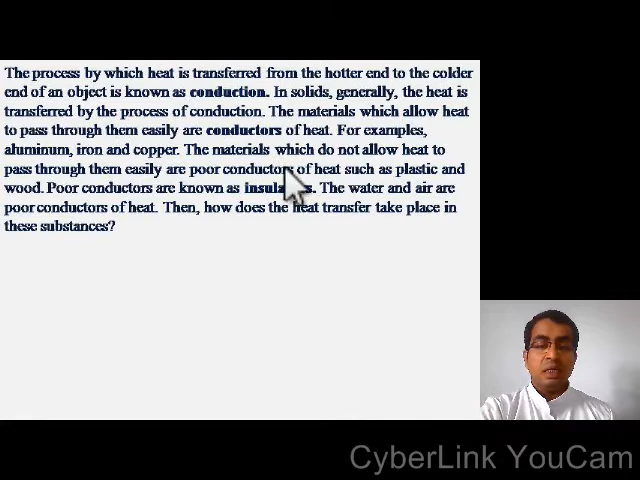 The process by which heat is transferred from the hotter end to the colder
end of an object is known as conduction. In solids, generally, the heat is
transferred by the process of conduction. The materials which allow heat
to pass through them easily are conductors of heat. For examples,
aluminum, iron and copper. The materials which do not allow heat to
pass through them easily are poor conductors of heat such as plastic and
wood. Poor conductors are known as insulators. The water and air are
poor conductors of heat. Then, how does the heat transfer take place in
these substances?
CyberLink YouCam